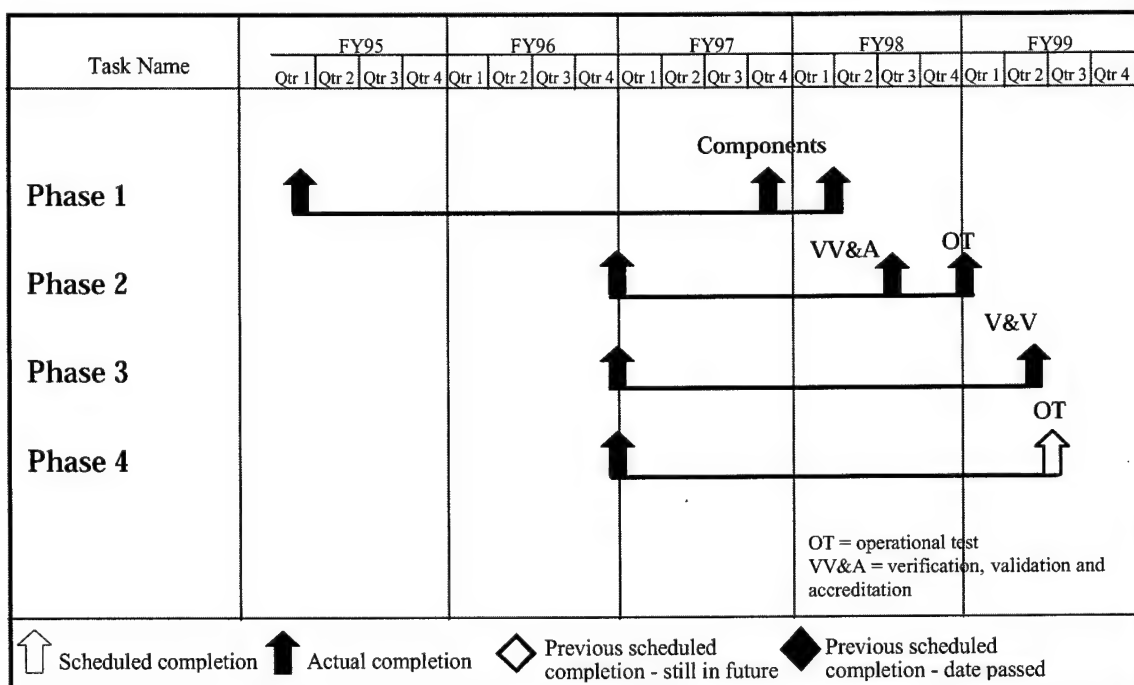 FY95 FY96 FY97 FY98 FY99
Task Name
Qtr 1 Qtr 2 Qtr 3 Qtr 4 Qtr 1 Qtr 2 Qtr 3 Qtr 4 Qtr 1 Qtr 2 Qtr 3 Qtr 4 Qtr 1 Qtr 2 Qtr 3 Qtr 4 Qtr 1 Qtr 2 Qtr 3 Qtr 4
Components
Phase 1
VV&A OT
Phase 2
V&V
Phase 3
OT
Phase 4
OT = operational test
VV&A = verification, validation and
accreditation
Scheduled completion
Actual completion
Previous scheduled
completion - still in future
Previous scheduled
completion - date passed